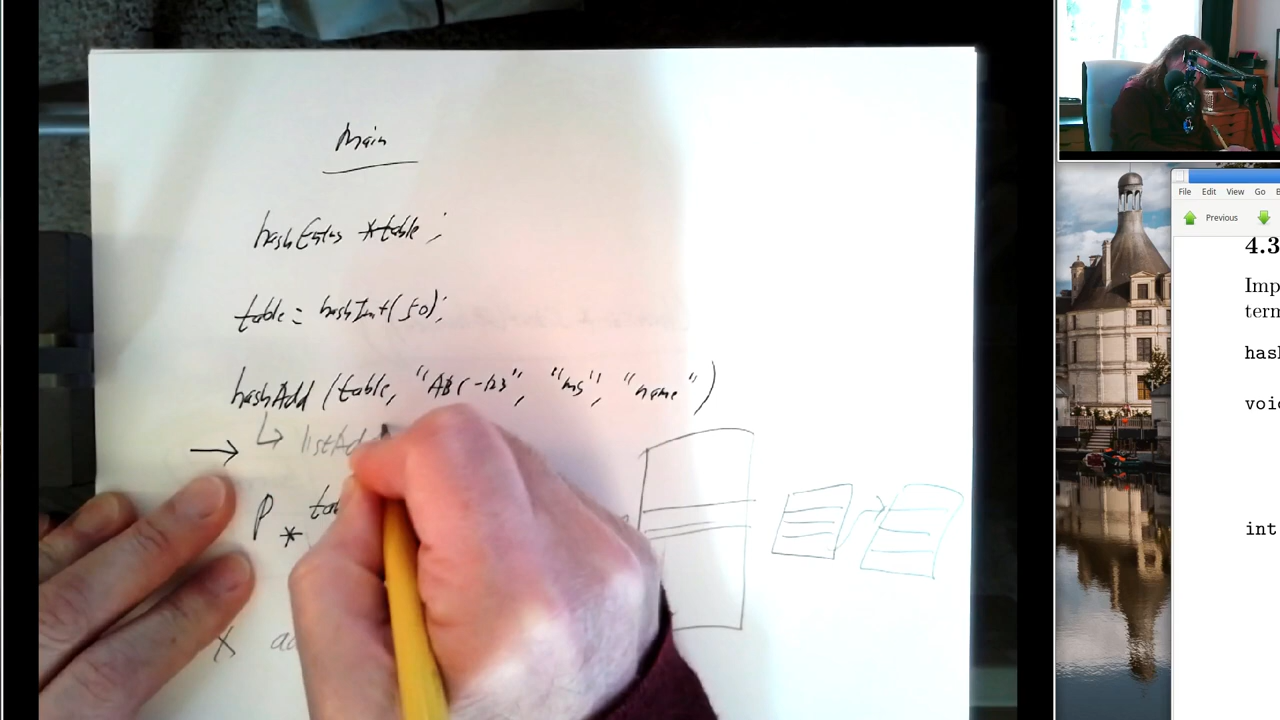 Main
hashEntry *table;
table = hashInit(50);
hashAdd (table, "ABC-123", "ms", "name")
↳ listAdd
→
P * tab
X
File Edit View Go
Previous
4.3
Imp
term
hash
void
int